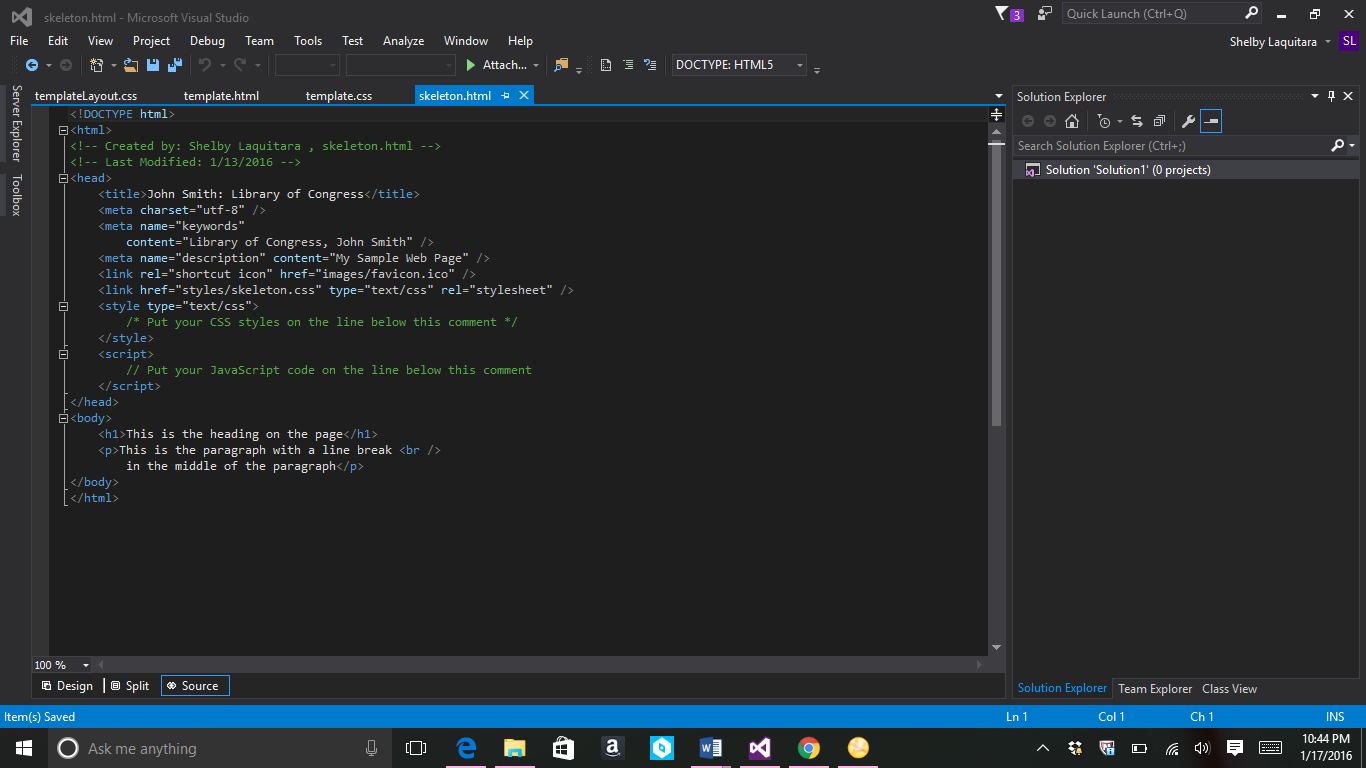 skeleton.html - Microsoft Visual Studio
3
Quick Launch (Ctrl+Q)
File Edit View Project Debug Team Tools Test Analyze Window Help
Shelby Laquitara SL
Attach...
DOCTYPE: HTML5
Server Explorer
Toolbox
templateLayout.css template.html template.css skeleton.html
<!DOCTYPE html>
<html>
<!-- Created by: Shelby Laquitara , skeleton.html -->
<!-- Last Modified: 1/13/2016 -->
<head>
<title>John Smith: Library of Congress</title>
<meta charset="utf-8" />
<meta name="keywords"
content="Library of Congress, John Smith" />
<meta name="description" content="My Sample Web Page" />
<link rel="shortcut icon" href="images/favicon.ico" />
<link href="styles/skeleton.css" type="text/css" rel="stylesheet" />
<style type="text/css">
/* Put your CSS styles on the line below this comment */
</style>
<script>
// Put your JavaScript code on the line below this comment
</script>
</head>
<body>
<h1>This is the heading on the page</h1>
<p>This is the paragraph with a line break <br />
in the middle of the paragraph</p>
</body>
</html>
100 %
Design Split Source
Solution Explorer
Search Solution Explorer (Ctrl+;)
Solution 'Solution1' (0 projects)
Solution Explorer Team Explorer Class View
Item(s) Saved Ln 1 Col 1 Ch 1 INS
Ask me anything
10:44 PM
1/17/2016